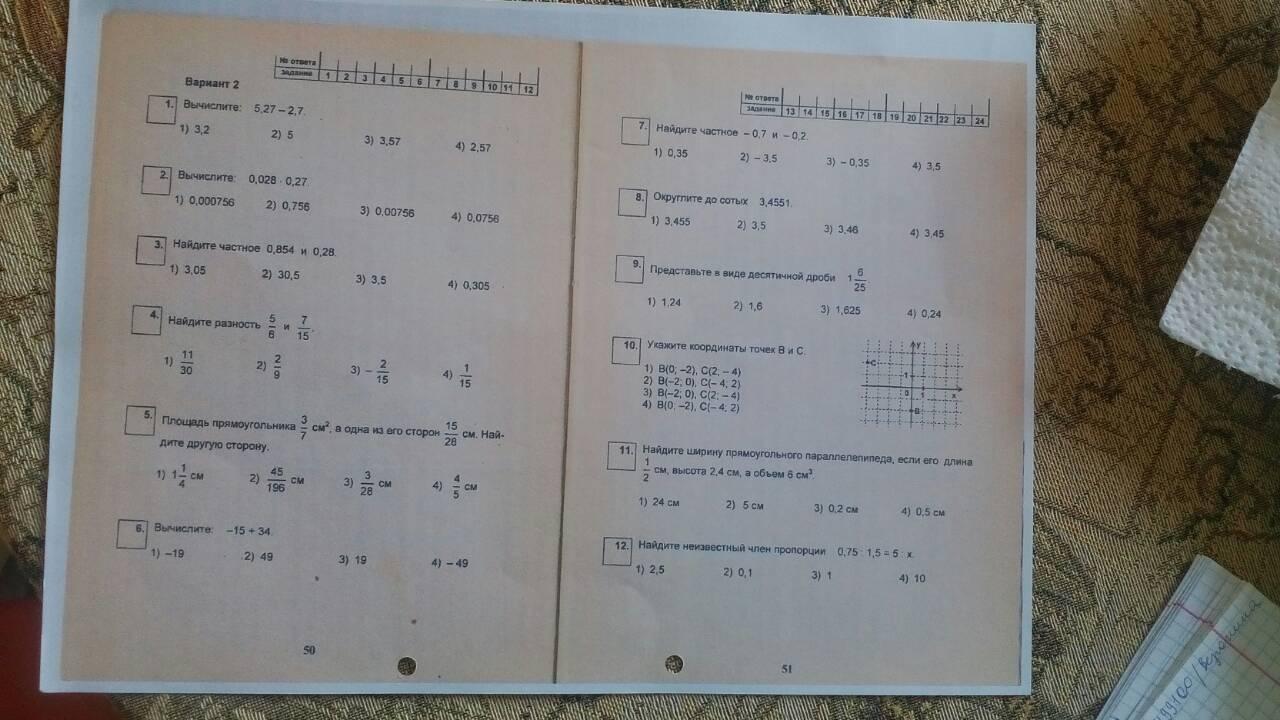 № ответа
задания 1 2 3 4 5 6 7 8 9 10 11 12
Вариант 2
1. Вычислите: 5,27 – 2,7.
1) 3,2 2) 5 3) 3,57 4) 2,57
2. Вычислите: 0,028 · 0,27.
1) 0,000756 2) 0,756 3) 0,00756 4) 0,0756
3. Найдите частное 0,854 и 0,28.
1) 3,05 2) 30,5 3) 3,5 4) 0,305
4. Найдите разность 5/6 и 7/15.
1) 11/30 2) 2/9 3) – 2/15 4) 1/15
5. Площадь прямоугольника 3/7 см², а одна из его сторон 15/28 см. Най-
дите другую сторону.
1) 1 1/4 см 2) 45/196 см 3) 3/28 см 4) 4/5 см
6. Вычислите: –15 + 34.
1) –19 2) 49 3) 19 4) – 49
50
№ ответа
задания 13 14 15 16 17 18 19 20 21 22 23 24
7. Найдите частное – 0,7 и – 0,2.
1) 0,35 2) – 3,5 3) – 0,35 4) 3,5
8. Округлите до сотых 3,4551.
1) 3,455 2) 3,5 3) 3,46 4) 3,45
9. Представьте в виде десятичной дроби 1 6/25
1) 1,24 2) 1,6 3) 1,625 4) 0,24
10. Укажите координаты точек В и С.
1) В(0; –2), С(2; – 4)
2) В(–2; 0), С(– 4; 2)
3) В(–2; 0), С(2; – 4)
4) В(0; –2), С(– 4; 2)
y
C
1
0 1 x
B
11. Найдите ширину прямоугольного параллелепипеда, если его длина
1/2 см, высота 2,4 см, а объем 6 см³.
1) 24 см 2) 5 см 3) 0,2 см 4) 0,5 см
12. Найдите неизвестный член пропорции 0,75 : 1,5 = 5 : x.
1) 2,5 2) 0,1 3) 1 4) 10
51